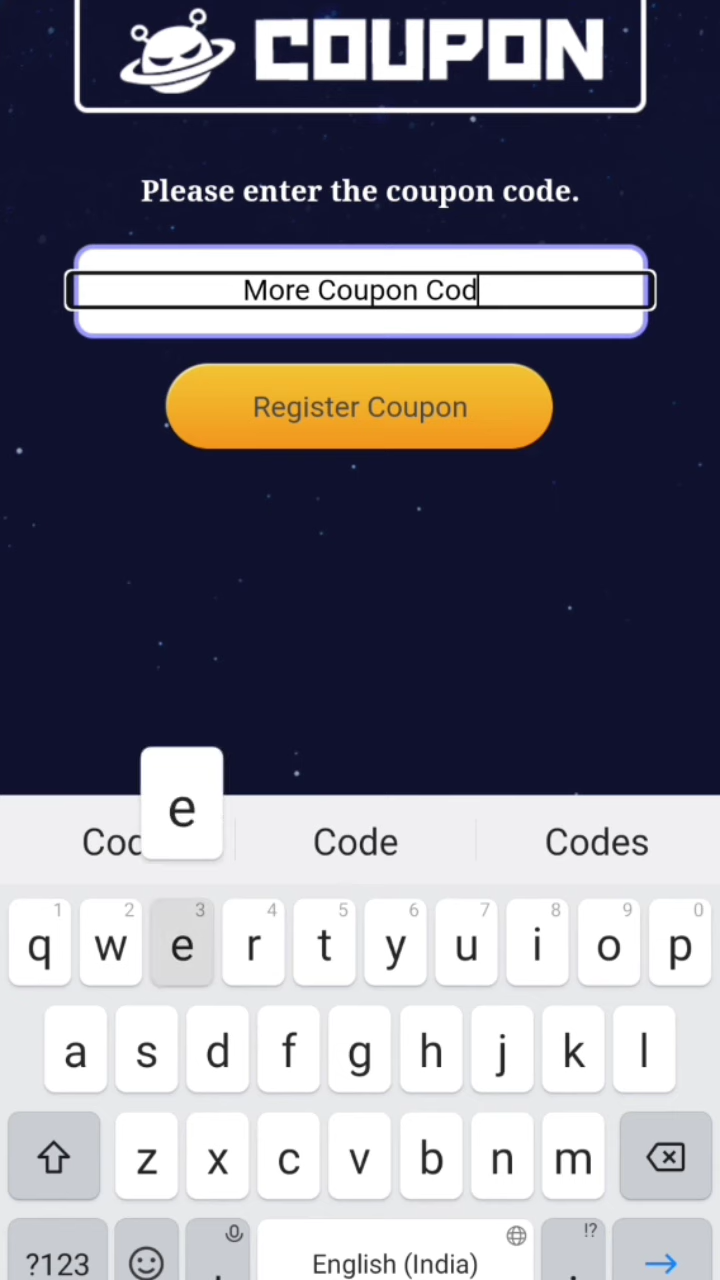 COUPON
Please enter the coupon code.
More Coupon Cod
Register Coupon
e
Cod Code Codes
1 2 3 4 5 6 7 8 9 0
q w e r t y u i o p
a s d f g h j k l
z x c v b n m
!?
?123 , English (India) .